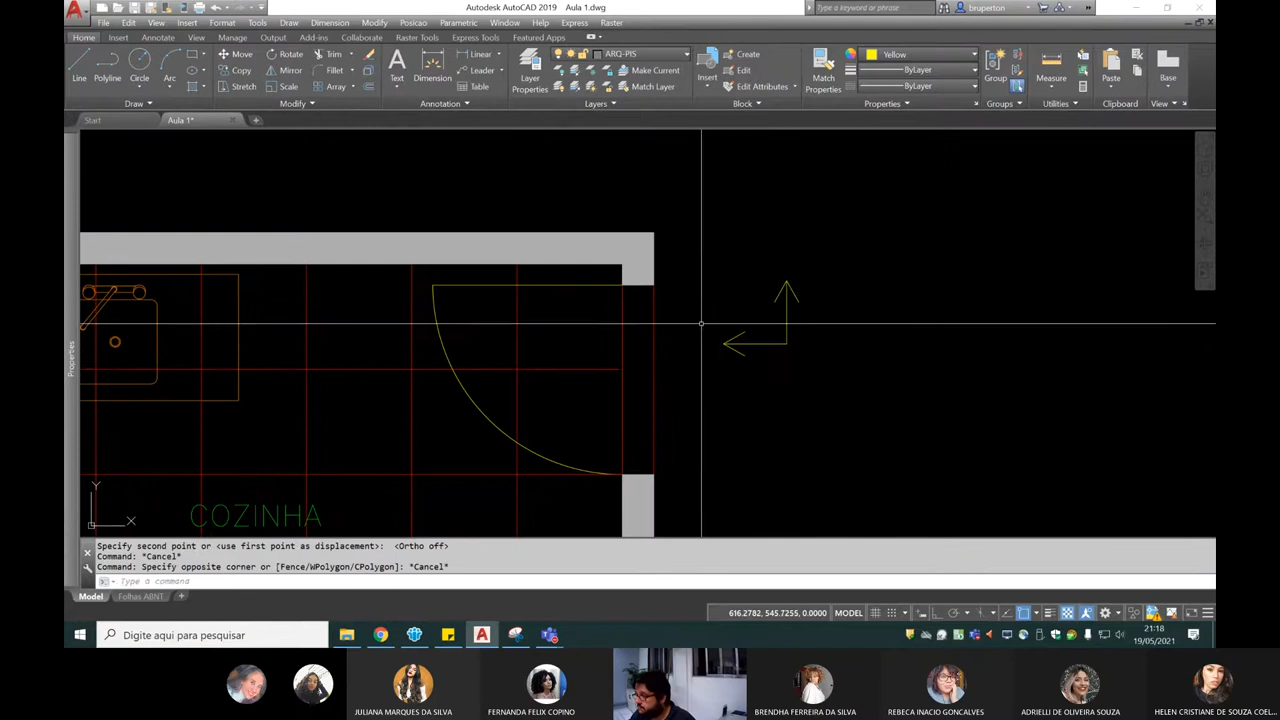 Autodesk AutoCAD 2019 Aula 1.dwg
Type a keyword or phrase
bruperton
File Edit View Insert Format Tools Draw Dimension Modify Posicao Parametric Window Help Express Raster
Home Insert Annotate View Manage Output Add-ins Collaborate Raster Tools Express Tools Featured Apps
Line Polyline Circle Arc
Move Rotate Trim
Copy Mirror Fillet
Stretch Scale Array
Text Dimension
Linear
Leader
Table
Layer Properties
ARQ-PIS
Make Current
Match Layer
Insert
Create
Edit
Edit Attributes
Match Properties
Yellow
ByLayer
ByLayer
Group
Measure
Paste
Base
Draw Modify Annotation Layers Block Properties Groups Utilities Clipboard View
Start Aula 1*
Properties
Y
X
COZINHA
Specify second point or <use first point as displacement>: <Ortho off>
Command: *Cancel*
Command: Specify opposite corner or [Fence/WPolygon/CPolygon]: *Cancel*
Type a command
Model Folhas ABNT
616.2782, 545.7255, 0.0000 MODEL
Digite aqui para pesquisar
21:18
19/05/2021
JULIANA MARQUES DA SILVA
FERNANDA FELIX COPINO
BRENDHA FERREIRA DA SILVA
REBECA INACIO GONCALVES
ADRIELLI DE OLIVEIRA SOUZA
HELEN CRISTIANE DE SOUZA COEL...